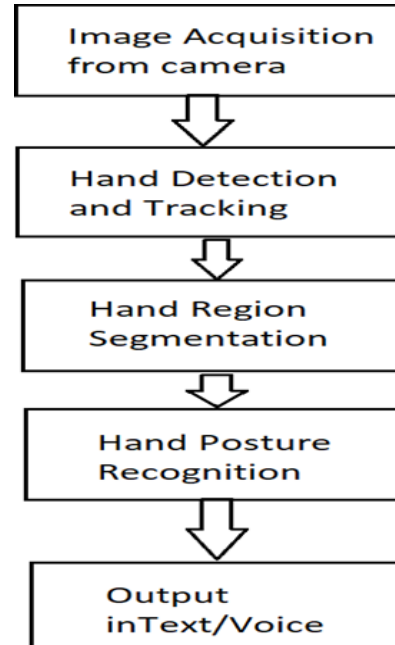 Image Acquisition
from camera
Hand Detection
and Tracking
Hand Region
Segmentation
Hand Posture
Recognition
Output
inText/Voice